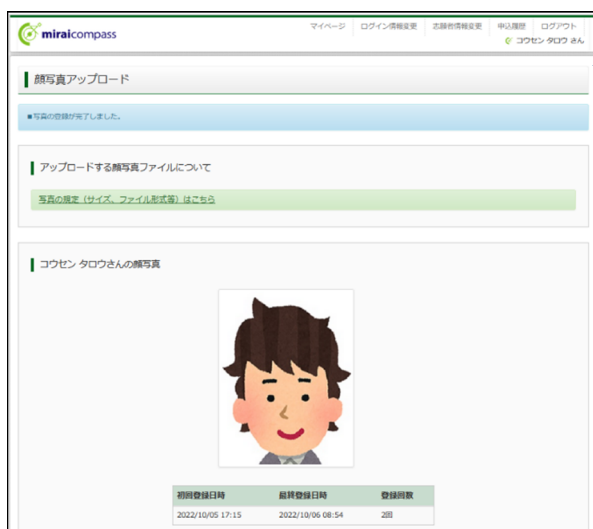 miraicompass
マイページ ログイン情報変更 志願者情報変更 申込履歴 ログアウト
コウセン タロウ さん
顔写真アップロード
■写真の登録が完了しました。
アップロードする顔写真ファイルについて
写真の規定（サイズ、ファイル形式等）はこちら
コウセン タロウさんの顔写真
初回登録日時 最終登録日時 登録回数
2022/10/05 17:15 2022/10/06 08:54 2回